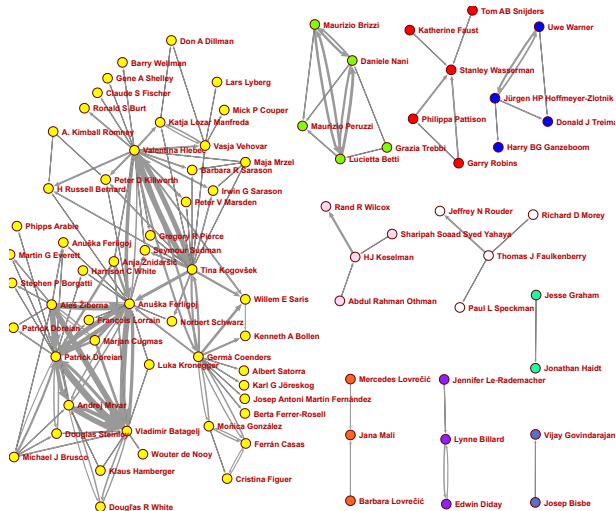 Tom AB Snijders
Maurizio Brizzi
Uwe Warner
Katherine Faust
Don A Dillman
Daniele Nani
Barry Wellman
Stanley Wasserman
Gene A Shelley
Lars Lyberg
Claude S Fischer
Jürgen HP Hoffmeyer-Zlotnik
Ronald S Burt
Mick P Couper
Katja Lozar Manfreda
Philippa Pattison
Donald J Treima
Maurizio Peruzzi
A. Kimball Romney
Vasja Vehovar
Valentina Hlebec
Harry BG Ganzeboom
Grazia Trebbi
Lucietta Betti
Maja Mrzel
Garry Robins
Barbara R Sarason
Peter D Killworth
H Russell Bernard
Irwin G Sarason
Peter V Marsden
Rand R Wilcox
Jeffrey N Rouder
Richard D Morey
Phipps Arabie
Gregory R Pierce
Sharipah Soaad Syed Yahaya
Anuška Ferligoj
Seymour Sudman
Martin G Everett
Thomas J Faulkenberry
HJ Keselman
Anja Žnidaršič
Harrison C White
Tina Kogovšek
Stephen P Borgatti
Jesse Graham
Abdul Rahman Othman
Willem E Saris
Aleš Žiberna
Anuška Ferligoj
Paul L Speckman
François Lorrain
Norbert Schwarz
Patrick Doreian
Kenneth A Bollen
Marjan Cugmas
Patrick Doreian
Germà Coenders
Luka Kronegger
Jonathan Haidt
Albert Satorra
Karl G Jöreskog
Mercedes Lovrečič
Jennifer Le-Rademacher
Josep Antoni Martin Fernández
Andrej Mrvar
Berta Ferrer-Rosell
Monica González
Douglas Steinley
Vladimir Batagelj
Jana Mali
Lynne Billard
Vijay Govindarajan
Ferrán Casas
Wouter de Nooy
Michael J Brusco
Klaus Hamberger
Cristina Figuer
Barbara Lovrečič
Edwin Diday
Josep Bisbe
Douglas R White